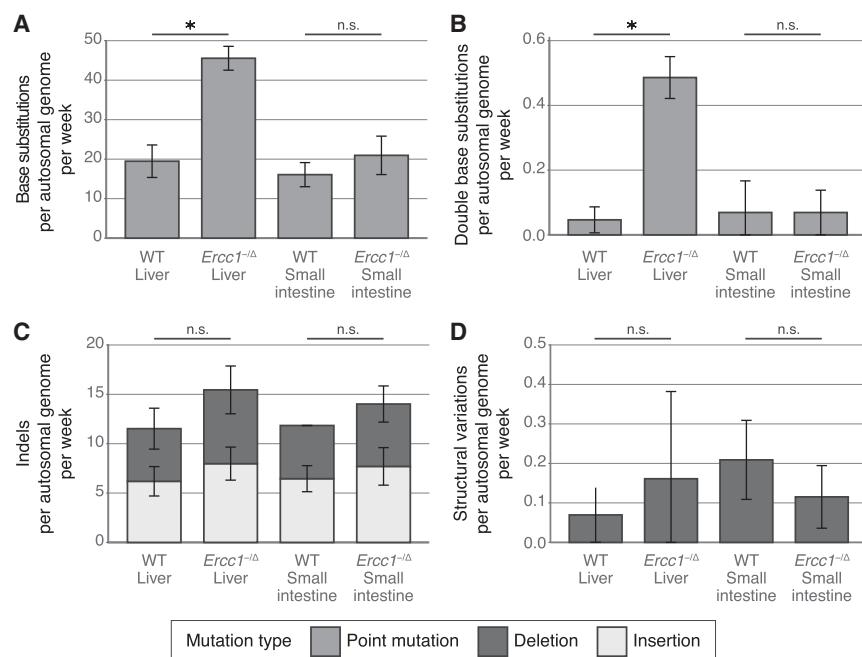 A
Base substitutions
per autosomal genome
per week
50
40
30
20
10
0
*
n.s.
WT
Liver
Ercc1−/Δ
Liver
WT
Small
intestine
Ercc1−/Δ
Small
intestine
B
Double base substitutions
per autosomal genome
per week
0.6
0.4
0.2
0.0
*
n.s.
WT
Liver
Ercc1−/Δ
Liver
WT
Small
intestine
Ercc1−/Δ
Small
intestine
C
Indels
per autosomal genome
per week
20
15
10
5
0
n.s.
n.s.
WT
Liver
Ercc1−/Δ
Liver
WT
Small
intestine
Ercc1−/Δ
Small
intestine
D
Structural variations
per autosomal genome
per week
0.5
0.4
0.3
0.2
0.1
0.0
n.s.
n.s.
WT
Liver
Ercc1−/Δ
Liver
WT
Small
intestine
Ercc1−/Δ
Small
intestine
Mutation type Point mutation Deletion Insertion